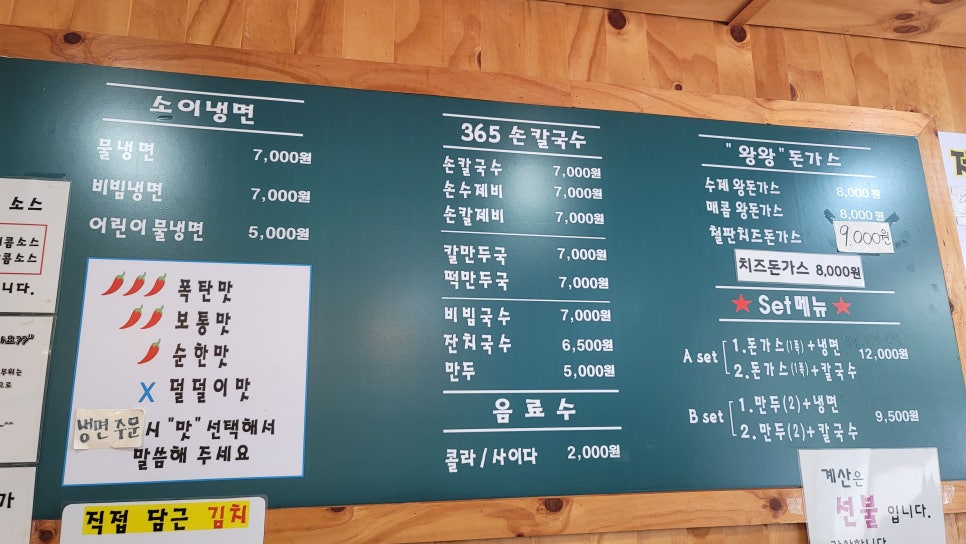 소이냉면
물냉면 7,000원
비빔냉면 7,000원
어린이물냉면 5,000원
폭탄맛
보통맛
순한맛
X 덜덜이맛
냉면 주문시 "맛" 선택해서
말씀해 주세요
직접 담근 김치
365 손칼국수
손칼국수 7,000원
손수제비 7,000원
손칼제비 7,000원
칼만두국 7,000원
떡만두국 7,000원
비빔국수 7,000원
잔치국수 6,500원
만두 5,000원
음료수
콜라/사이다 2,000원
"왕왕"돈가스
수제 왕돈가스 8,000원
매콤 왕돈가스 8,000원
철판치즈돈가스 9,000원
치즈돈가스 8,000원
★ Set메뉴 ★
A set 12,000원
1.돈가스(1쪽)+냉면
2.돈가스(1쪽)+칼국수
B set 9,500원
1.만두(2)+냉면
2.만두(2)+칼국수
계산은
선불입니다.
소스
콤소스
콤소스
니다.